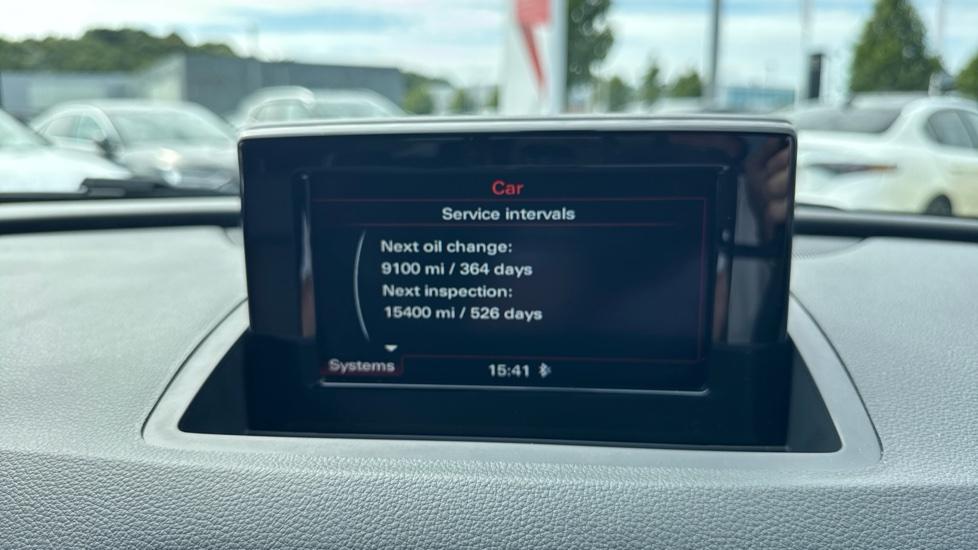 Car
Service intervals
Next oil change:
9100 mi / 364 days
Next inspection:
15400 mi / 526 days
Systems
15:41